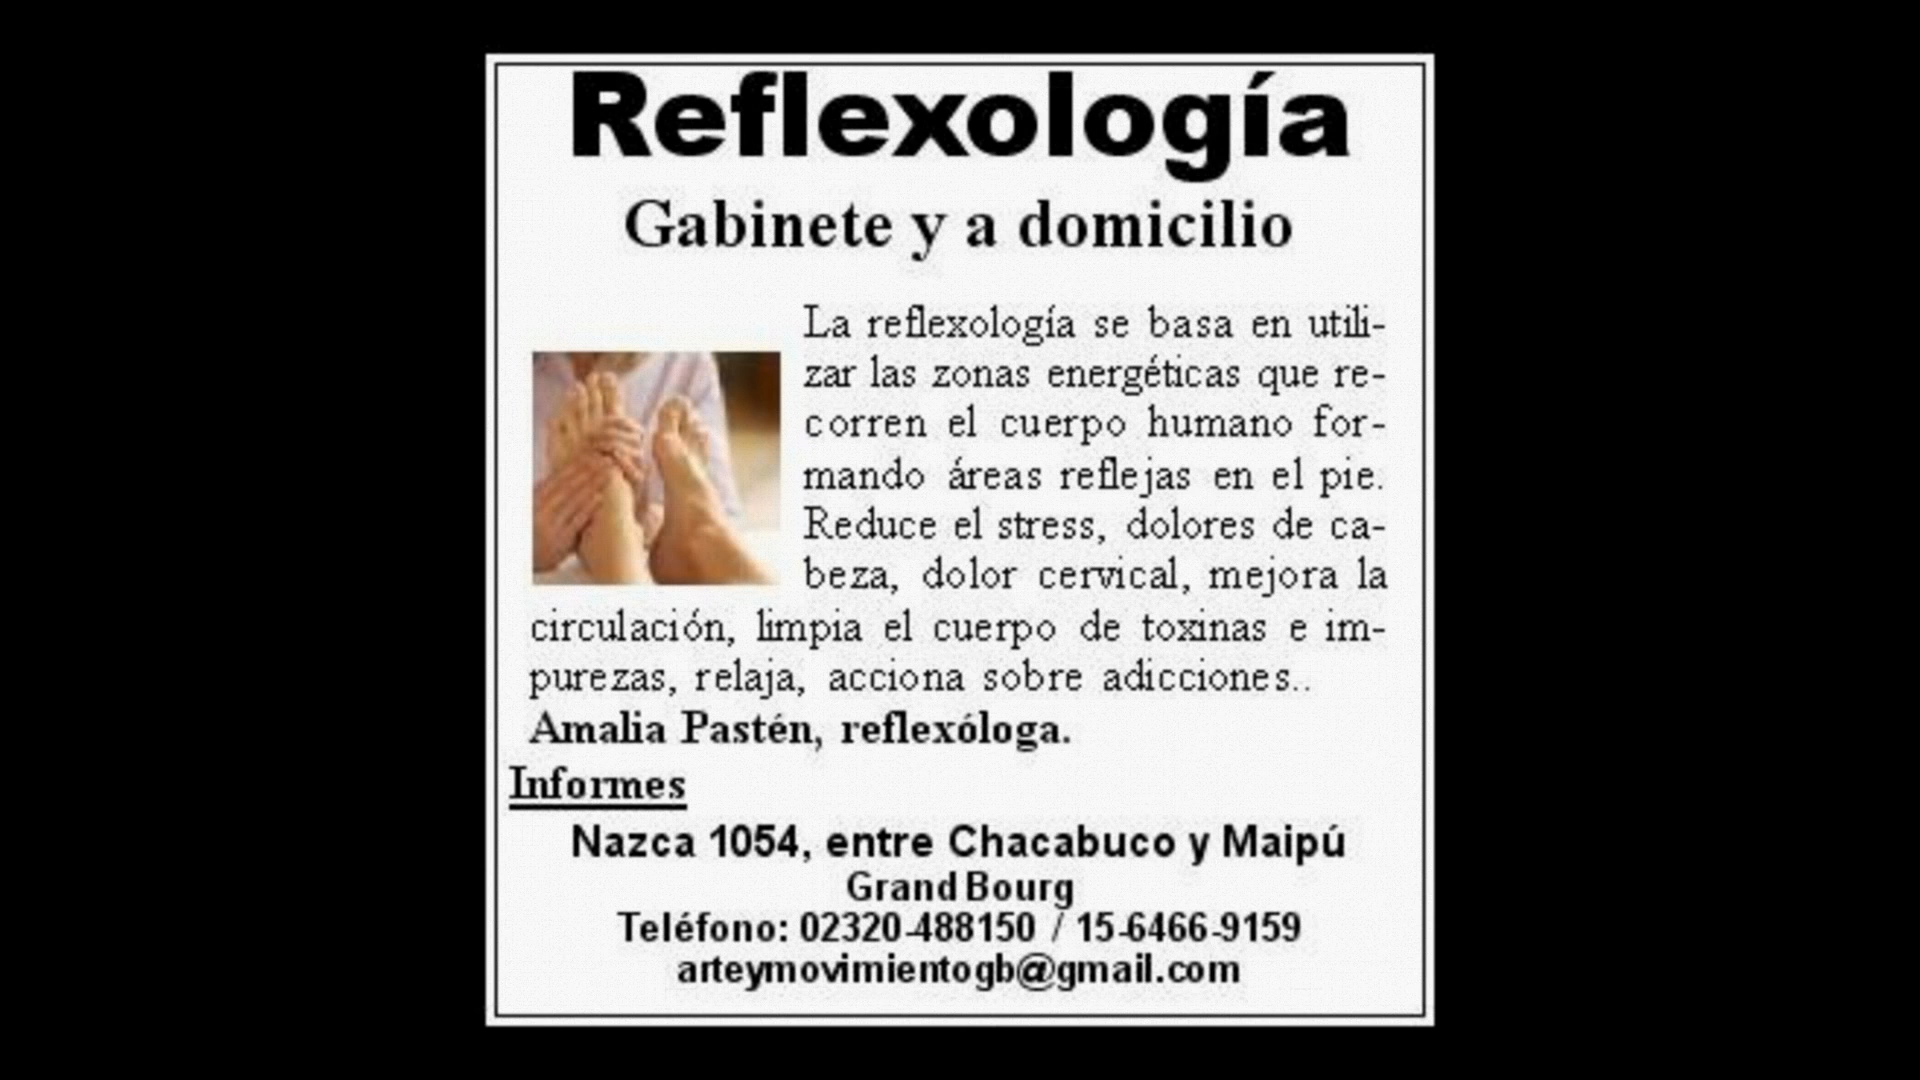 Reflexología
Gabinete y a domicilio
La reflexología se basa en utili-
zar las zonas energéticas que re-
corren el cuerpo humano for-
mando áreas reflejas en el pie.
Reduce el stress, dolores de ca-
beza, dolor cervical, mejora la
circulación, limpia el cuerpo de toxinas e im-
purezas, relaja, acciona sobre adicciones..
Amalia Pastén, reflexóloga.
Informes
Nazca 1054, entre Chacabuco y Maipú
Grand Bourg
Teléfono: 02320-488150 / 15-6466-9159
arteymovimientogb@gmail.com